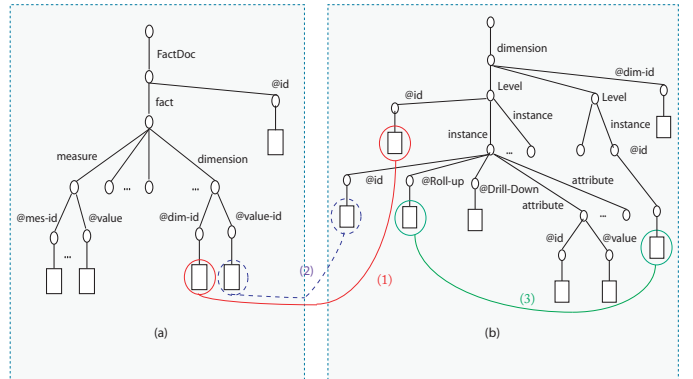 FactDoc
@id
fact
measure
dimension
@mes-id
@value
@dim-id
@value-id
...
...
...
(a)
dimension
@dim-id
@id
Level
Level
instance
instance
instance
...
@id
@id
@Roll-up
@Drill-Down
attribute
attribute
...
@id
@value
(2)
(1)
(3)
(b)